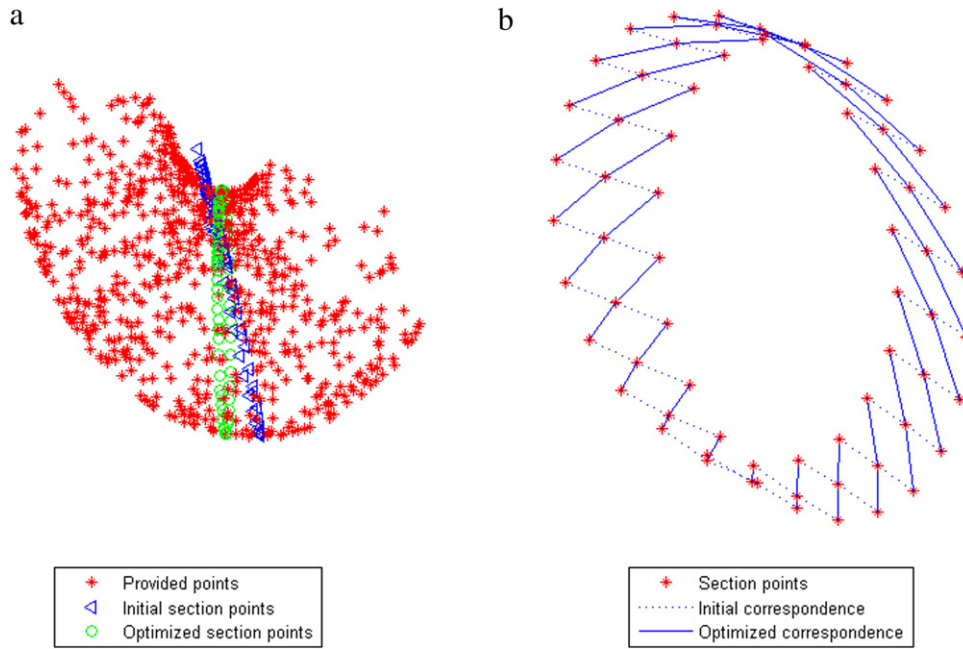 a
b
Provided points
Initial section points
Optimized section points
Section points
Initial correspondence
Optimized correspondence